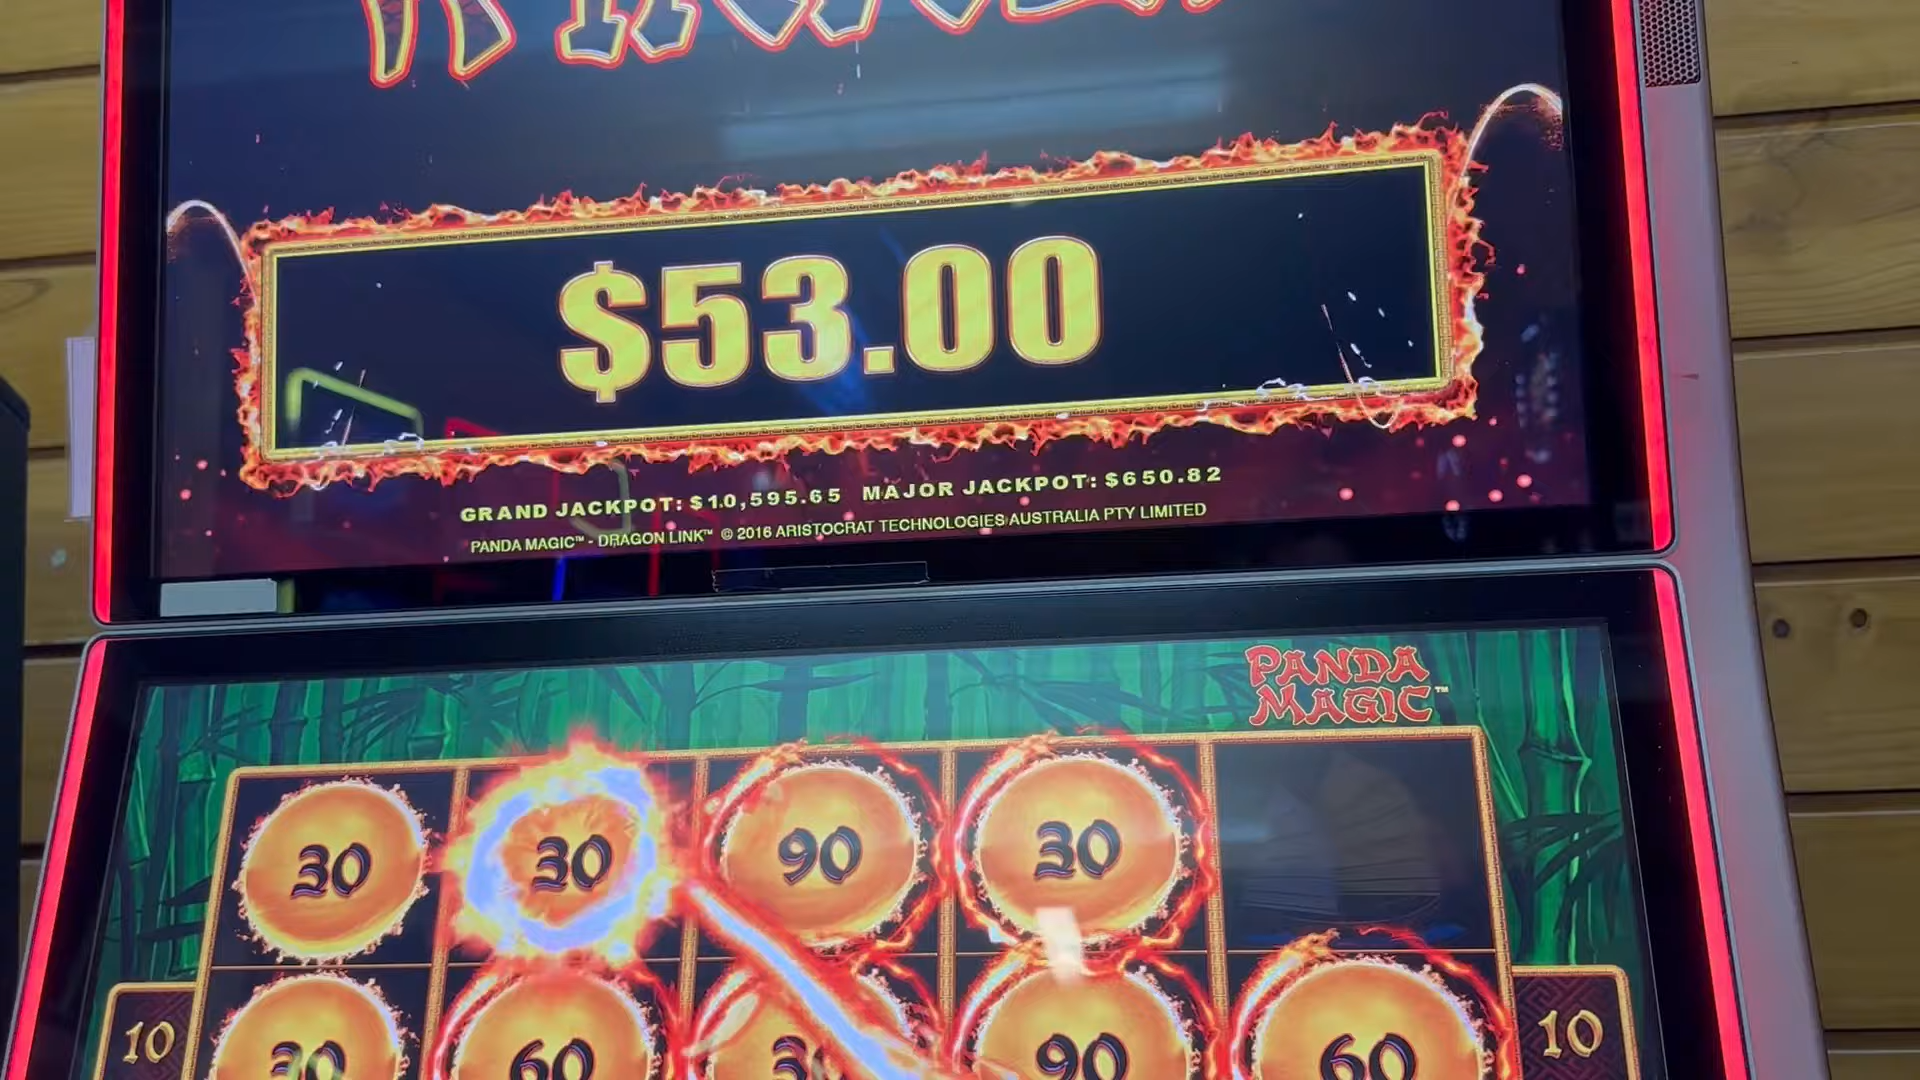 $53.00
GRAND JACKPOT: $10,595.65 MAJOR JACKPOT: $650.82
PANDA MAGIC™ - DRAGON LINK™ © 2016 ARISTOCRAT TECHNOLOGIES AUSTRALIA PTY LIMITED
PANDA
MAGIC™
30 30 90 30
10 60 90 60 10